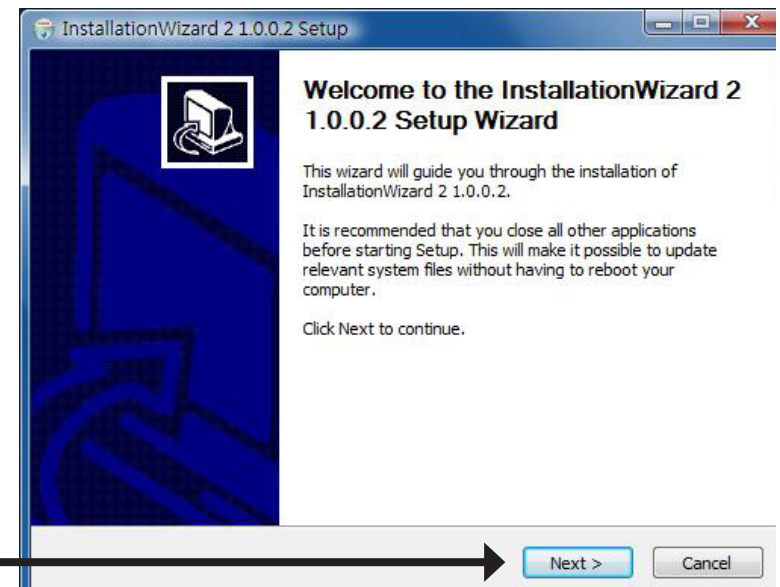 InstallationWizard 2 1.0.0.2 Setup
Welcome to the InstallationWizard 2
1.0.0.2 Setup Wizard
This wizard will guide you through the installation of
InstallationWizard 2 1.0.0.2.
It is recommended that you close all other applications
before starting Setup. This will make it possible to update
relevant system files without having to reboot your
computer.
Click Next to continue.
Next >
Cancel